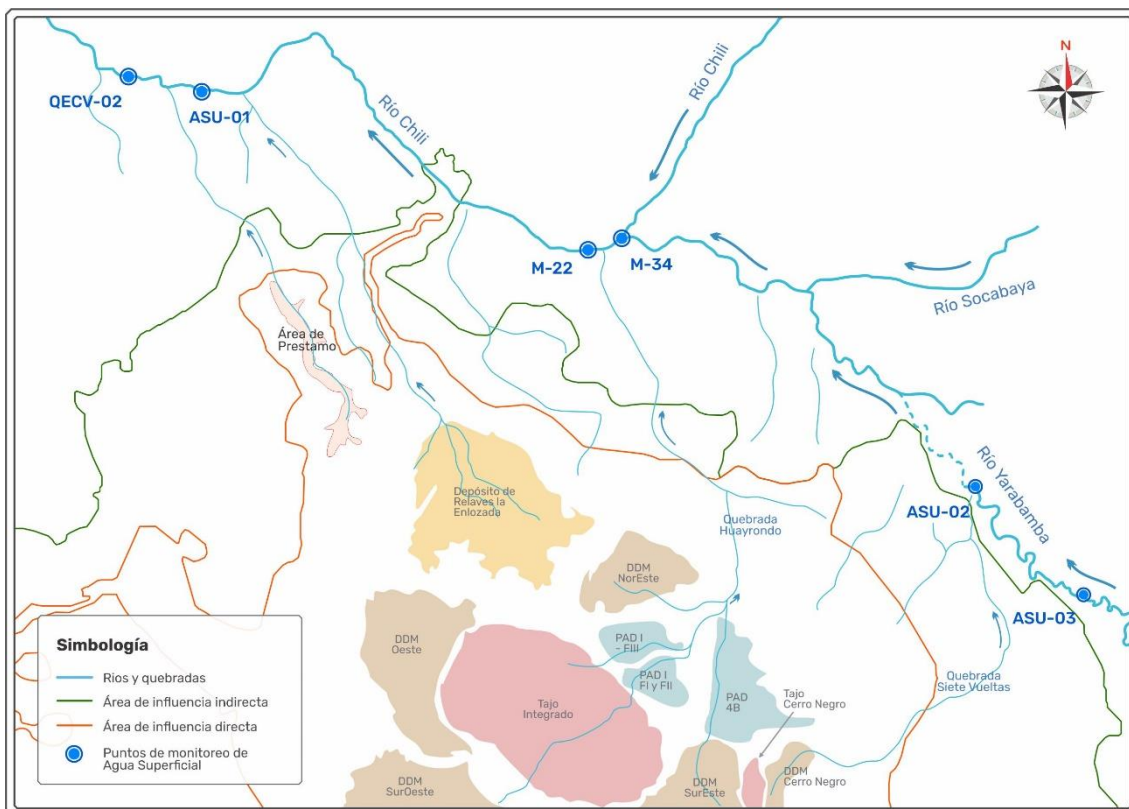 N
QECV-02
ASU-01
Río Chili
Río Chili
M-22
M-34
Río Socabaya
Área de
Prestamo
Río Yarabamba
ASU-02
Depósito de
Relaves la
Enlozada
Quebrada
Huayrondo
ASU-03
DDM
NorEste
DDM
Oeste
PAD I
- FIII
PAD I
FI y FII
PAD
4B
Quebrada
Siete Vueltas
Tajo
Integrado
Tajo
Cerro Negro
DDM
SurOeste
DDM
SurEste
DDM
Cerro Negro
Simbología
Rios y quebradas
Área de influencia indirecta
Área de influencia directa
Puntos de monitoreo de
Agua Superficial